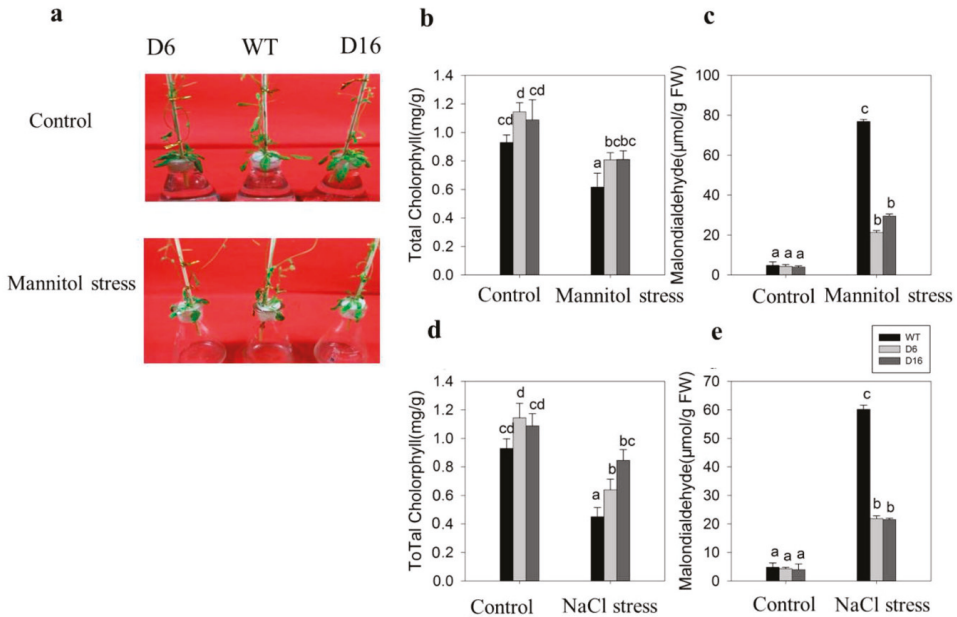 a
D6 WT D16
Control
Mannitol stress
b
Total Cholorphyll(mg/g)
1.4
1.2
1.0
0.8
0.6
0.4
0.2
0.0
cd d cd
a bcbc
Control Mannitol stress
c
Malondialdehyde(μmol/g FW)
100
80
60
40
20
0
a a a
c b b
Control Mannitol stress
d
ToTal Cholorphyll(mg/g)
1.4
1.2
1.0
0.8
0.6
0.4
0.2
0.0
cd d cd
a b bc
Control NaCl stress
e
WT
D6
D16
Malondialdehyde(μmol/g FW)
70
60
50
40
30
20
10
0
a a a
c b b
Control NaCl stress